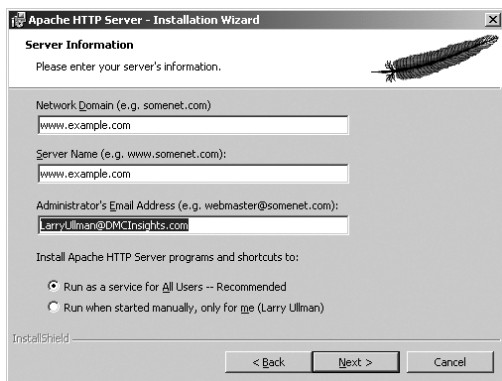 Apache HTTP Server - Installation Wizard
Server Information
Please enter your server's information.
Network Domain (e.g. somenet.com)
www.example.com
Server Name (e.g. www.somenet.com):
www.example.com
Administrator's Email Address (e.g. webmaster@somenet.com):
LarryUllman@DMCInsights.com
Install Apache HTTP Server programs and shortcuts to:
Run as a service for All Users -- Recommended
Run when started manually, only for me (Larry Ullman)
InstallShield
< Back
Next >
Cancel